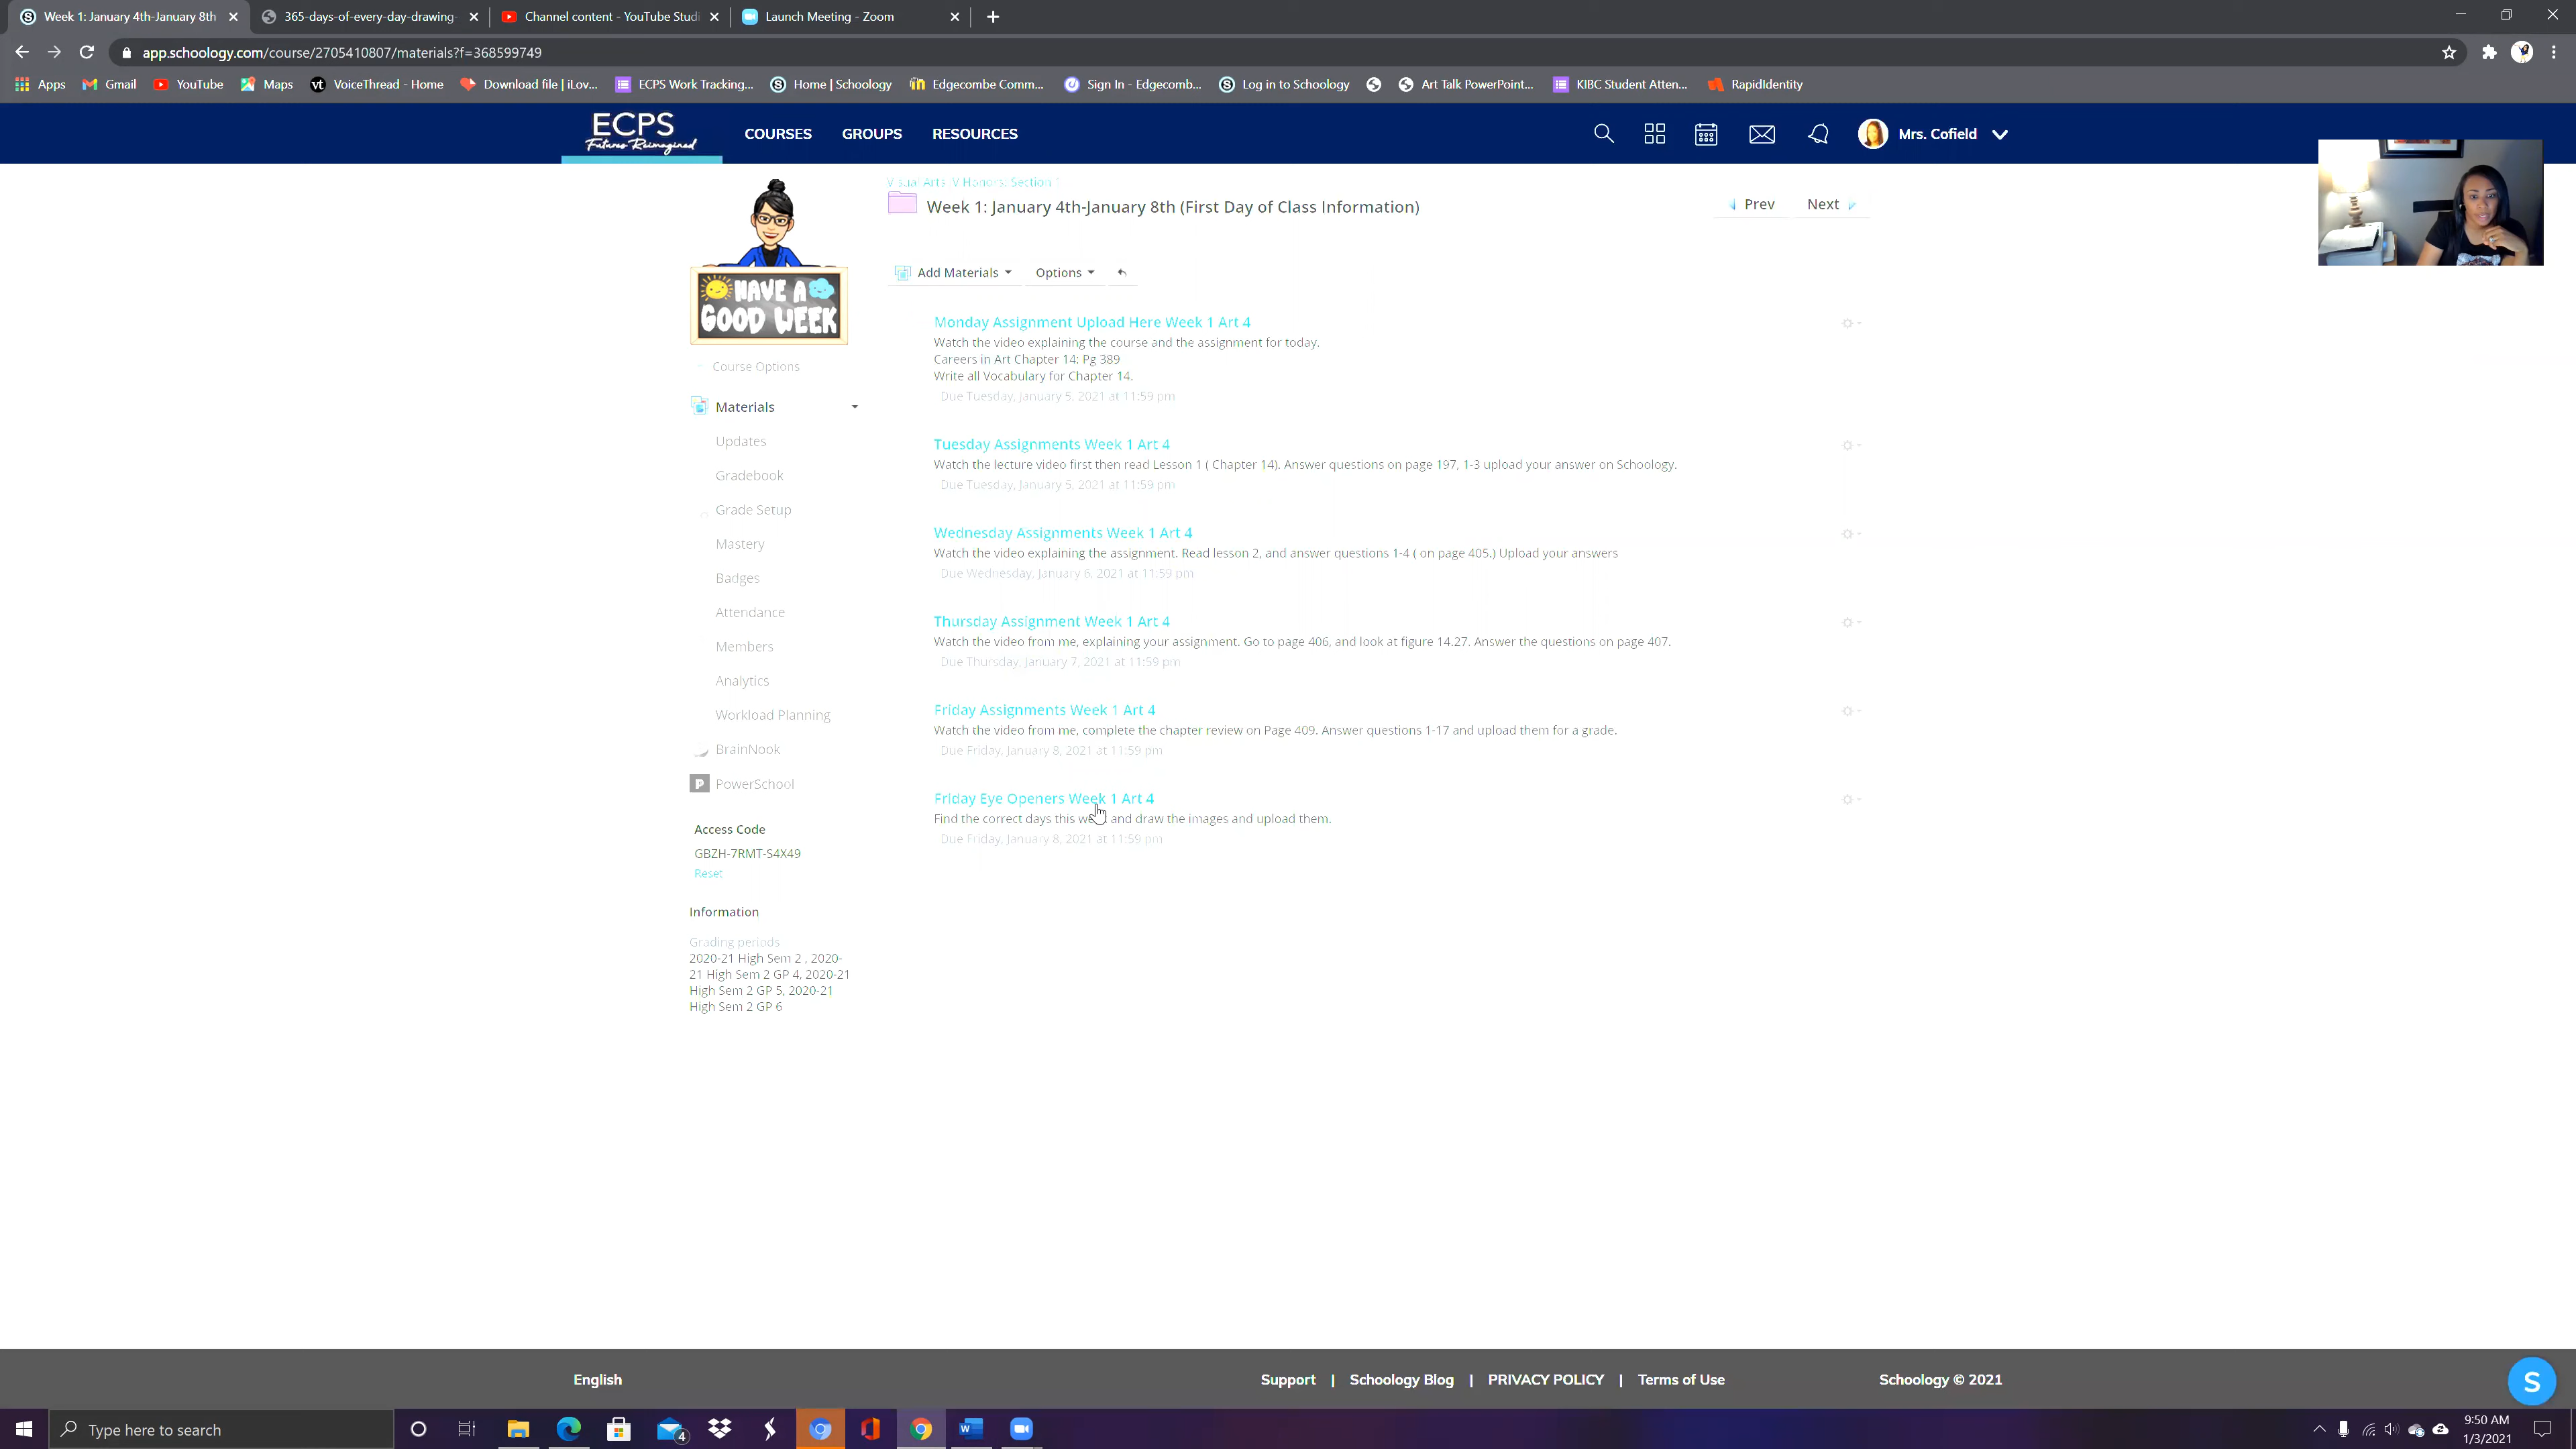 Week 1: January 4th-January 8th
365-days-of-every-day-drawing-
Channel content - YouTube Studi
Launch Meeting - Zoom
app.schoology.com/course/2705410807/materials?f=368599749
Apps
Gmail
YouTube
Maps
VoiceThread - Home
Download file | iLov...
ECPS Work Tracking...
Home | Schoology
Edgecombe Comm...
Sign In - Edgecomb...
Log in to Schoology
Art Talk PowerPoint...
KIBC Student Atten...
RapidIdentity
ECPS
Futures Reimagined
COURSES
GROUPS
RESOURCES
Mrs. Cofield
Visual Arts IV Honors: Section 1
Week 1: January 4th-January 8th (First Day of Class Information)
Prev
Next
HAVE A
GOOD WEEK
Add Materials
Options
Monday Assignment Upload Here Week 1 Art 4
Watch the video explaining the course and the assignment for today.
Careers in Art Chapter 14: Pg 389
Write all Vocabulary for Chapter 14.
Due Tuesday, January 5, 2021 at 11:59 pm
Tuesday Assignments Week 1 Art 4
Watch the lecture video first then read Lesson 1 ( Chapter 14). Answer questions on page 197, 1-3 upload your answer on Schoology.
Due Tuesday, January 5, 2021 at 11:59 pm
Wednesday Assignments Week 1 Art 4
Watch the video explaining the assignment. Read lesson 2, and answer questions 1-4 ( on page 405.) Upload your answers
Due Wednesday, January 6, 2021 at 11:59 pm
Thursday Assignment Week 1 Art 4
Watch the video from me, explaining your assignment. Go to page 406, and look at figure 14.27. Answer the questions on page 407.
Due Thursday, January 7, 2021 at 11:59 pm
Friday Assignments Week 1 Art 4
Watch the video from me, complete the chapter review on Page 409. Answer questions 1-17 and upload them for a grade.
Due Friday, January 8, 2021 at 11:59 pm
Friday Eye Openers Week 1 Art 4
Find the correct days this week and draw the images and upload them.
Due Friday, January 8, 2021 at 11:59 pm
Course Options
Materials
Updates
Gradebook
Grade Setup
Mastery
Badges
Attendance
Members
Analytics
Workload Planning
BrainNook
P PowerSchool
Access Code
GBZH-7RMT-S4X49
Reset
Information
Grading periods
2020-21 High Sem 2 , 2020-
21 High Sem 2 GP 4, 2020-21
High Sem 2 GP 5, 2020-21
High Sem 2 GP 6
English
Support | Schoology Blog | PRIVACY POLICY | Terms of Use
Schoology © 2021
S
Type here to search
4
9:50 AM
1/3/2021